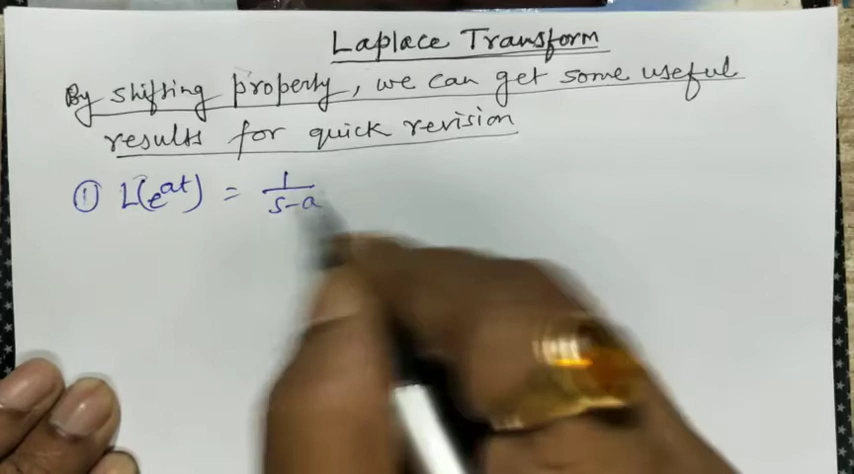 Laplace Transform
By shifting property, we can get some useful
results for quick revision
① L(e^{at}) = 1/(s-a)